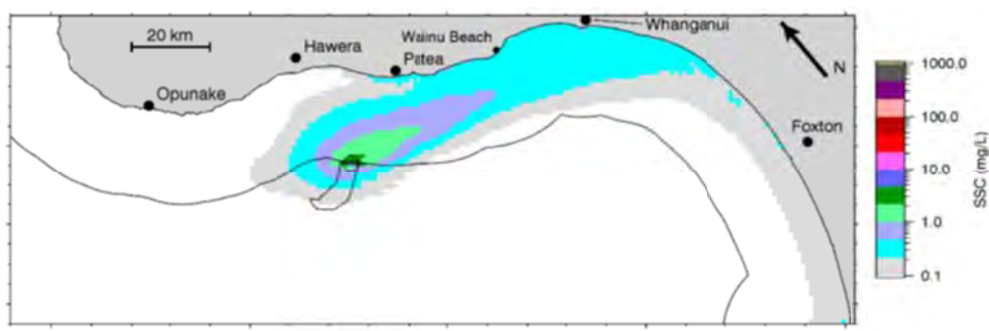 20 km
Whanganui
Wainu Beach
Hawera
Patea
Opunake
N
Foxton
1000.0
100.0
10.0
1.0
0.1
SSC (mg/L)